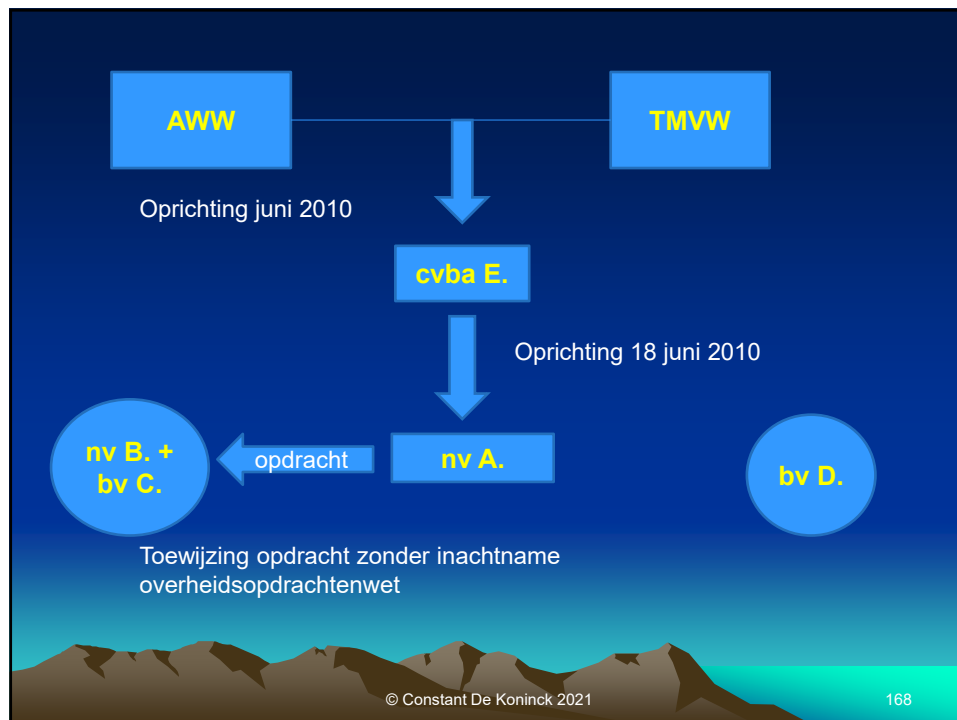 AWW
TMVW
Oprichting juni 2010
cvba E.
Oprichting 18 juni 2010
nv B. +
bv C.
opdracht
nv A.
bv D.
Toewijzing opdracht zonder inachtname
overheidsopdrachtenwet
© Constant De Koninck 2021
168